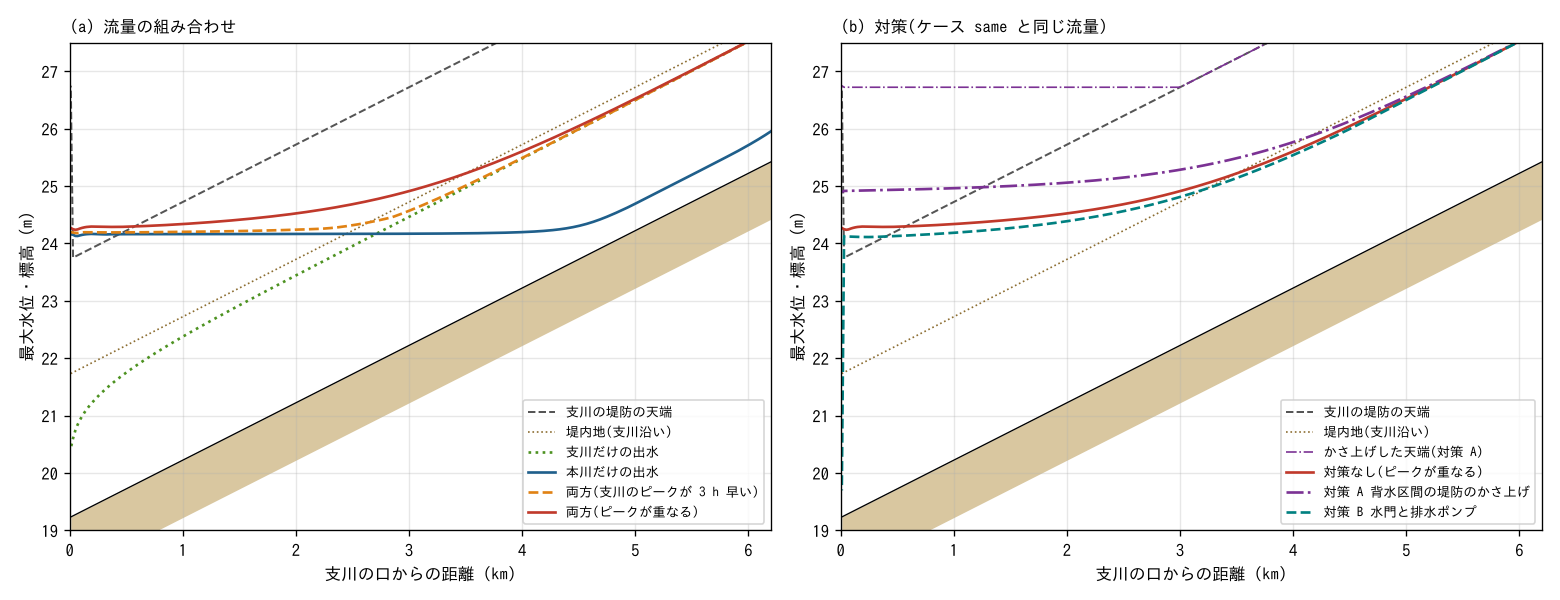 (a) 流量の組み合わせ
27
26
25
24
23
22
21
20
19
最大水位・標高 (m)
支川の堤防の天端
堤内地(支川沿い)
支川だけの出水
本川だけの出水
両方(支川のピークが 3 h 早い)
両方(ピークが重なる)
0 1 2 3 4 5 6
支川の口からの距離 (km)
(b) 対策(ケース same と同じ流量)
27
26
25
24
23
22
21
20
19
最大水位・標高 (m)
支川の堤防の天端
堤内地(支川沿い)
かさ上げした天端(対策 A)
対策なし(ピークが重なる)
対策 A 背水区間の堤防のかさ上げ
対策 B 水門と排水ポンプ
0 1 2 3 4 5 6
支川の口からの距離 (km)